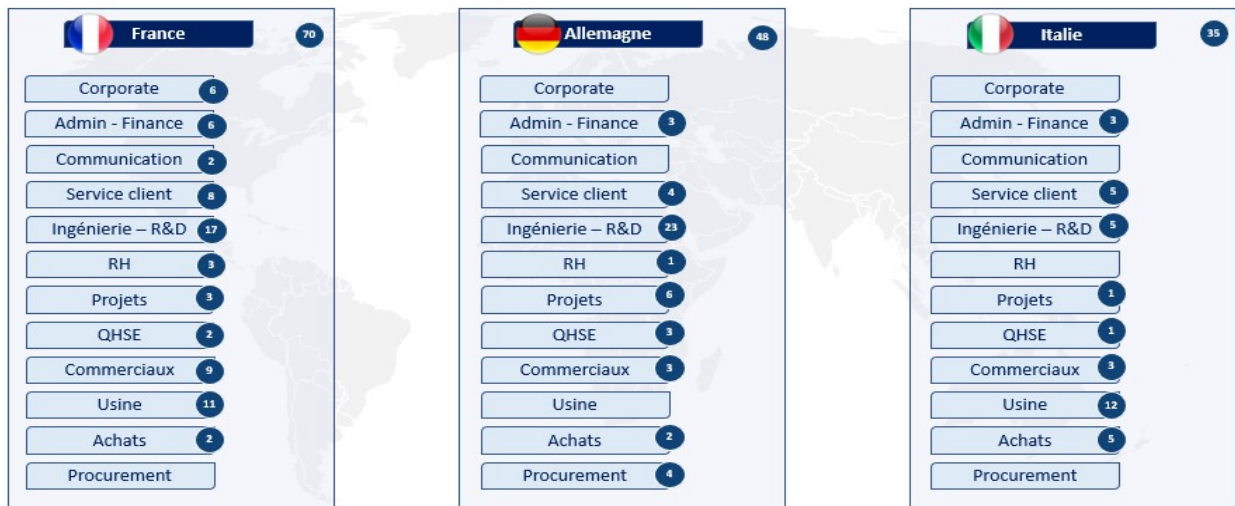 France 70
Corporate 6
Admin - Finance 6
Communication 2
Service client 8
Ingénierie – R&D 17
RH 3
Projets 3
QHSE 2
Commerciaux 9
Usine 11
Achats 2
Procurement
Allemagne 48
Corporate
Admin - Finance 3
Communication
Service client 4
Ingénierie – R&D 23
RH 1
Projets 6
QHSE 3
Commerciaux 3
Usine
Achats 2
Procurement 4
Italie 35
Corporate
Admin - Finance 3
Communication
Service client 5
Ingénierie – R&D 5
RH
Projets 1
QHSE 1
Commerciaux 3
Usine 12
Achats 5
Procurement